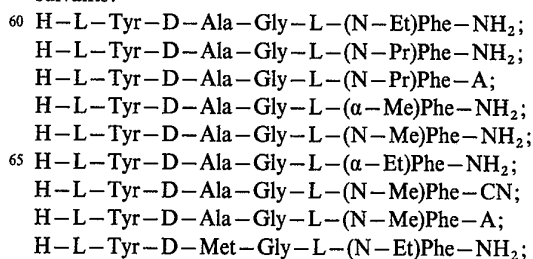 60 H—L—Tyr—D—Ala—Gly—L—(N—Et)Phe—NH₂;
H—L—Tyr—D—Ala—Gly—L—(N—Pr)Phe—NH₂;
H—L—Tyr—D—Ala—Gly—L—(N—Pr)Phe—A;
H—L—Tyr—D—Ala—Gly—L—(α—Me)Phe—NH₂;
H—L—Tyr—D—Ala—Gly—L—(N—Me)Phe—NH₂;
65 H—L—Tyr—D—Ala—Gly—L—(α—Et)Phe—NH₂;
H—L—Tyr—D—Ala—Gly—L—(N—Me)Phe—CN;
H—L—Tyr—D—Ala—Gly—L—(N—Me)Phe—A;
H—L—Tyr—D—Met—Gly—L—(N—Et)Phe—NH₂;